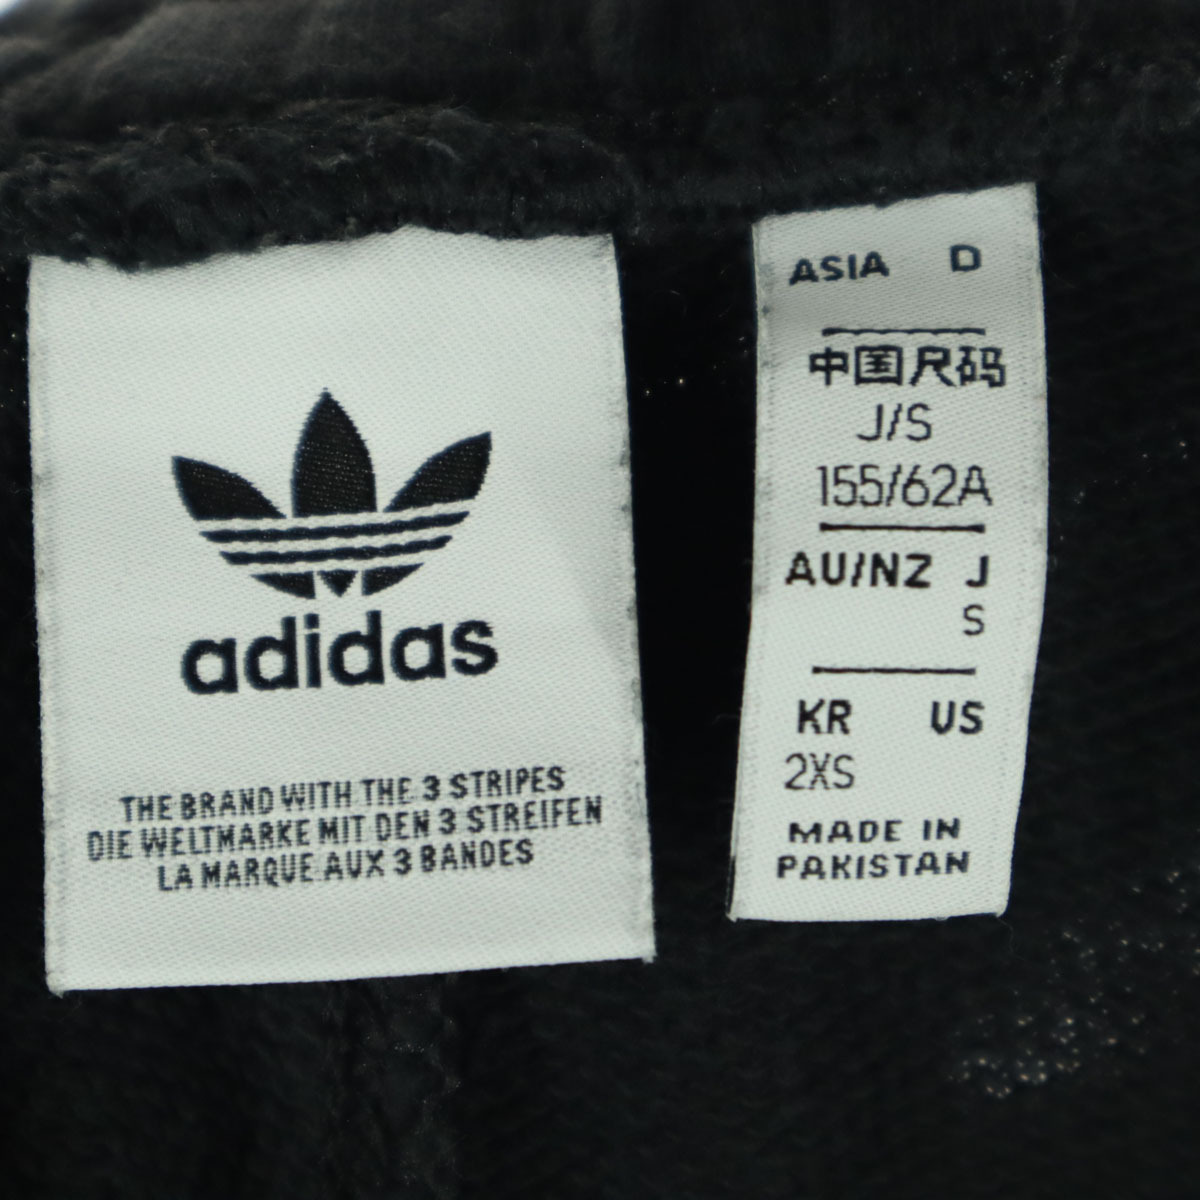 adidas
THE BRAND WITH THE 3 STRIPES
DIE WELTMARKE MIT DEN 3 STREIFEN
LA MARQUE AUX 3 BANDES
ASIA D
中国尺码
J/S
155/62A
AU/NZ J
S
KR US
2XS
MADE IN
PAKISTAN